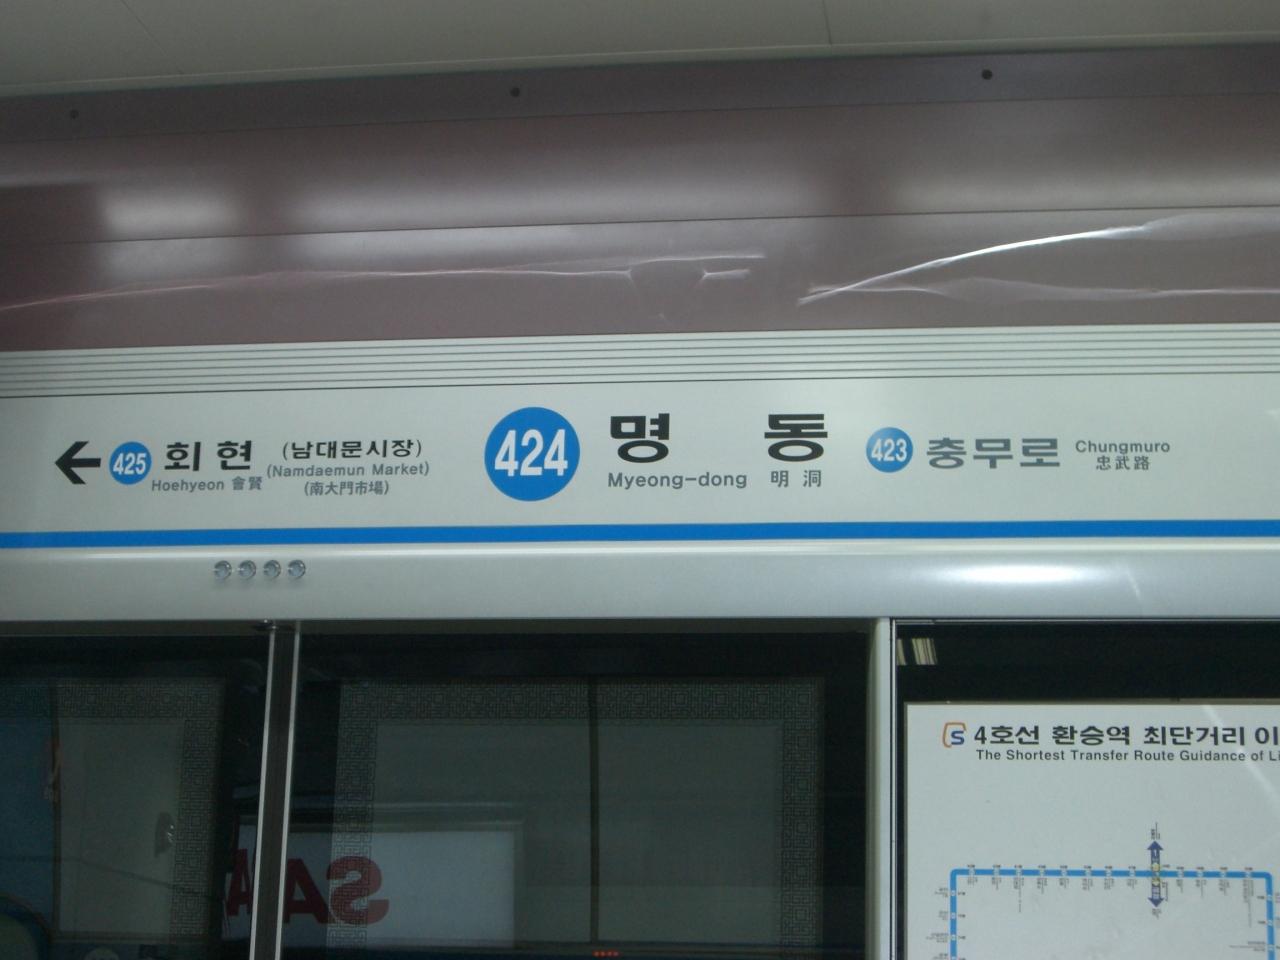 425 회현 (남대문시장)
Hoehyeon 會賢 (Namdaemun Market)
(南大門市場)
424 명동
Myeong-dong 明洞
423 충무로 Chungmuro
忠武路
4호선 환승역 최단거리 이
The Shortest Transfer Route Guidance of Li